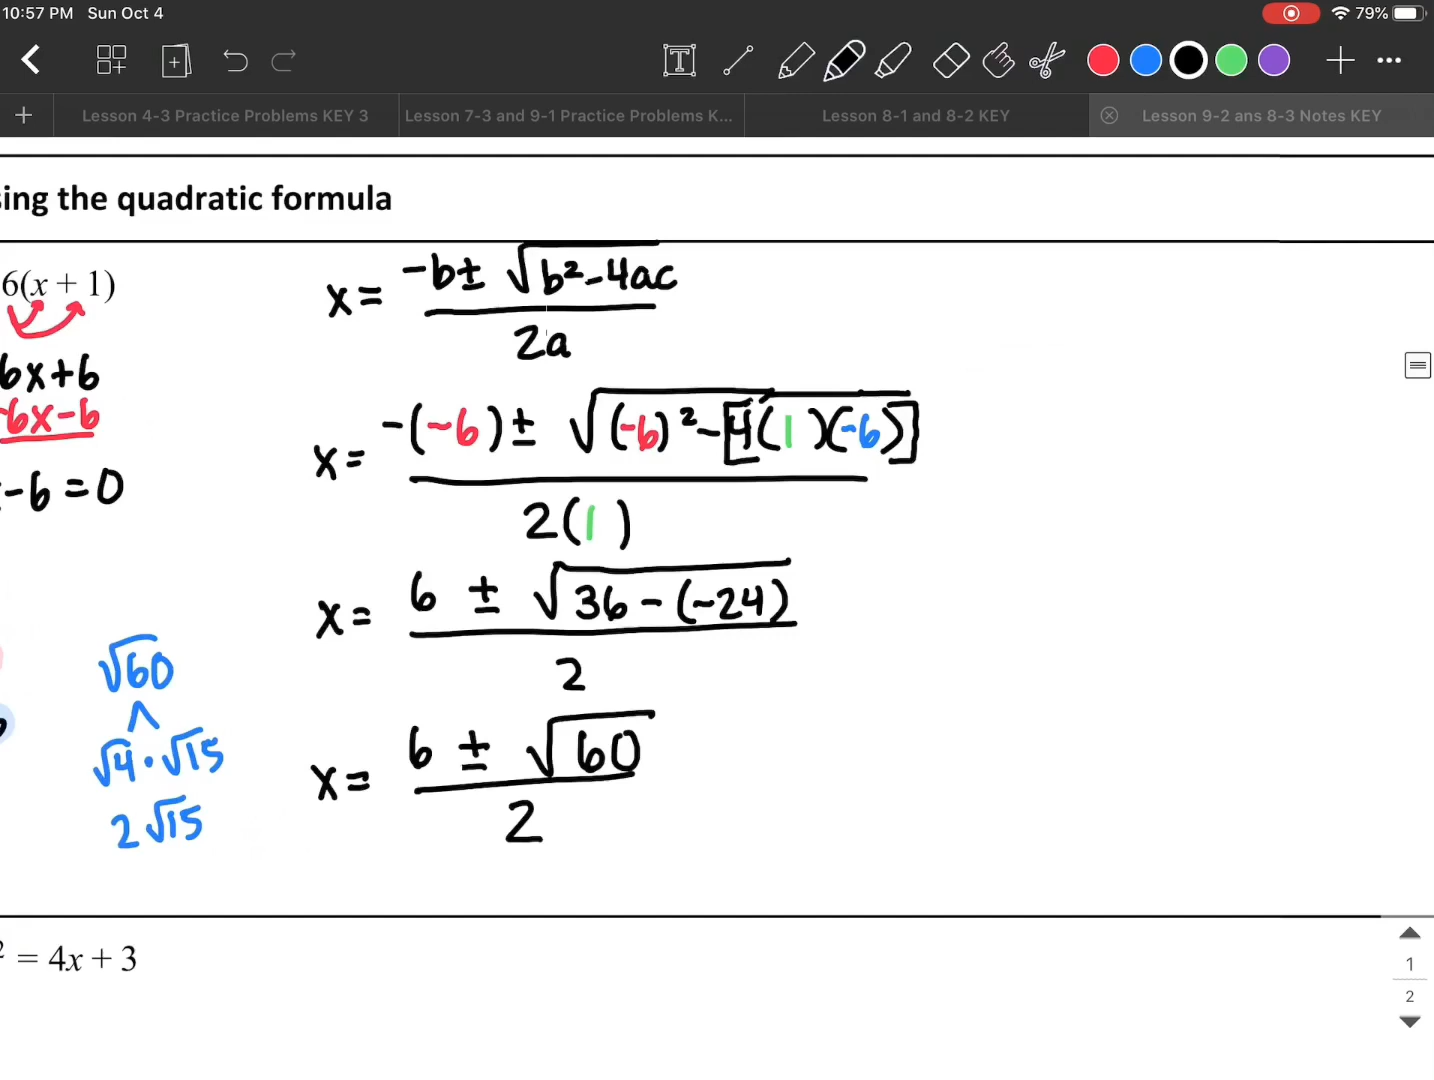 10:57 PM Sun Oct 4
79%
Lesson 4-3 Practice Problems KEY 3
Lesson 7-3 and 9-1 Practice Problems K...
Lesson 8-1 and 8-2 KEY
Lesson 9-2 ans 8-3 Notes KEY
sing the quadratic formula
6(x + 1)
6x+6
-6x-6
-6=0
x = (-b ± √(b²-4ac)) / 2a
x = (-(-6) ± √((-6)²-[4(1)(-6)])) / 2(1)
x = (6 ± √(36-(-24))) / 2
x = (6 ± √60) / 2
√60
√4 · √15
2√15
² = 4x + 3
1
2